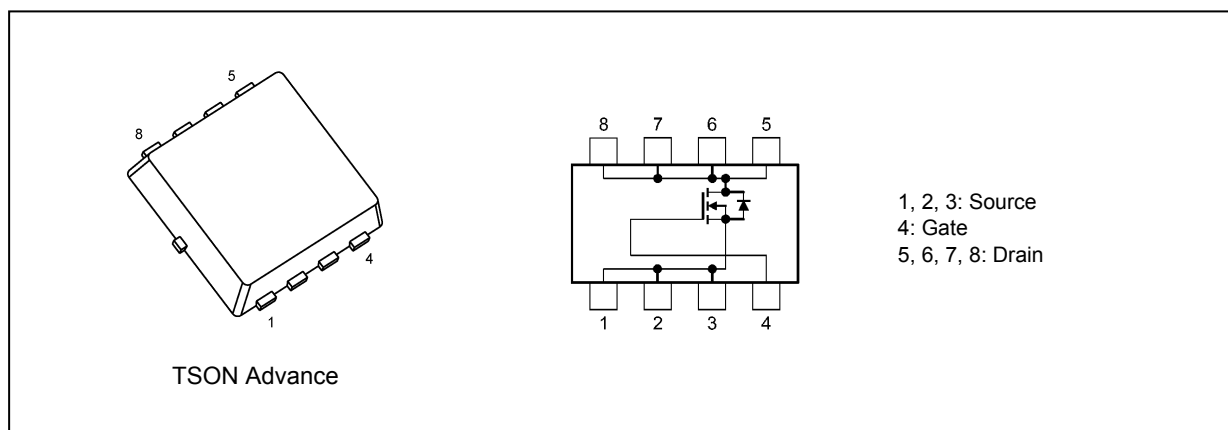 5
8
4
1
TSON Advance
8 7 6 5
1 2 3 4
1, 2, 3: Source
4: Gate
5, 6, 7, 8: Drain